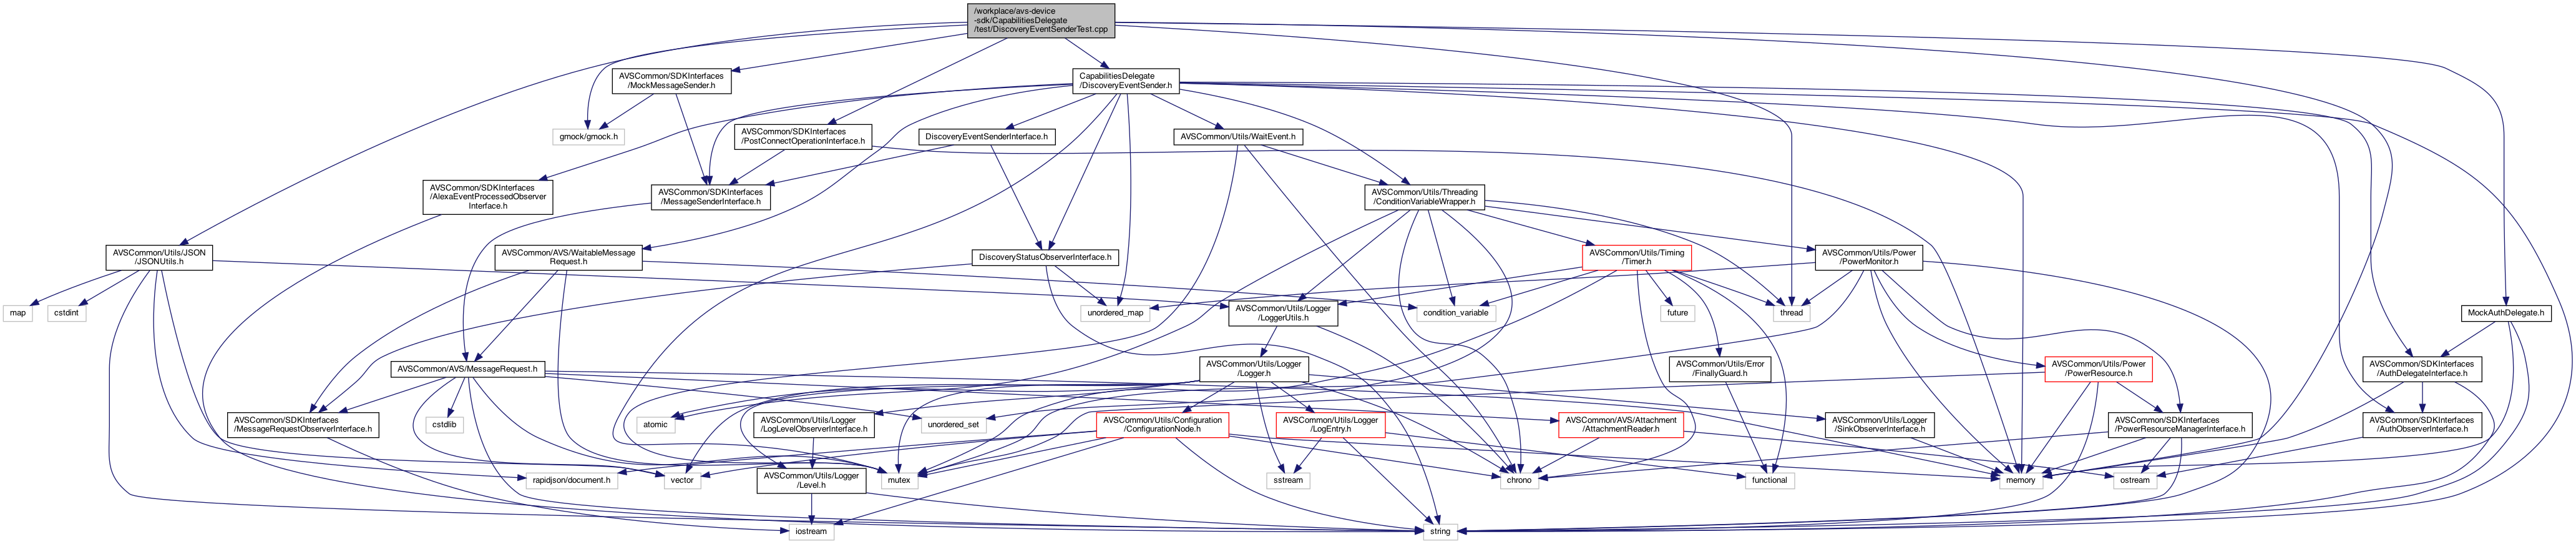 /workplace/avs-device
-sdk/CapabilitiesDelegate
/test/DiscoveryEventSenderTest.cpp
AVSCommon/SDKInterfaces
/MockMessageSender.h
CapabilitiesDelegate
/DiscoveryEventSender.h
gmock/gmock.h
AVSCommon/SDKInterfaces
/PostConnectOperationInterface.h
DiscoveryEventSenderInterface.h
AVSCommon/Utils/WaitEvent.h
AVSCommon/SDKInterfaces
/AlexaEventProcessedObserver
Interface.h
AVSCommon/SDKInterfaces
/MessageSenderInterface.h
AVSCommon/Utils/Threading
/ConditionVariableWrapper.h
AVSCommon/Utils/JSON
/JSONUtils.h
AVSCommon/AVS/WaitableMessage
Request.h
DiscoveryStatusObserverInterface.h
AVSCommon/Utils/Timing
/Timer.h
AVSCommon/Utils/Power
/PowerMonitor.h
map
cstdint
unordered_map
AVSCommon/Utils/Logger
/LoggerUtils.h
condition_variable
future
thread
MockAuthDelegate.h
AVSCommon/AVS/MessageRequest.h
AVSCommon/Utils/Logger
/Logger.h
AVSCommon/Utils/Error
/FinallyGuard.h
AVSCommon/Utils/Power
/PowerResource.h
AVSCommon/SDKInterfaces
/AuthDelegateInterface.h
AVSCommon/SDKInterfaces
/MessageRequestObserverInterface.h
cstdlib
atomic
AVSCommon/Utils/Logger
/LogLevelObserverInterface.h
unordered_set
AVSCommon/Utils/Configuration
/ConfigurationNode.h
AVSCommon/Utils/Logger
/LogEntry.h
AVSCommon/AVS/Attachment
/AttachmentReader.h
AVSCommon/Utils/Logger
/SinkObserverInterface.h
AVSCommon/SDKInterfaces
/PowerResourceManagerInterface.h
AVSCommon/SDKInterfaces
/AuthObserverInterface.h
rapidjson/document.h
vector
AVSCommon/Utils/Logger
/Level.h
mutex
sstream
chrono
functional
memory
ostream
iostream
string